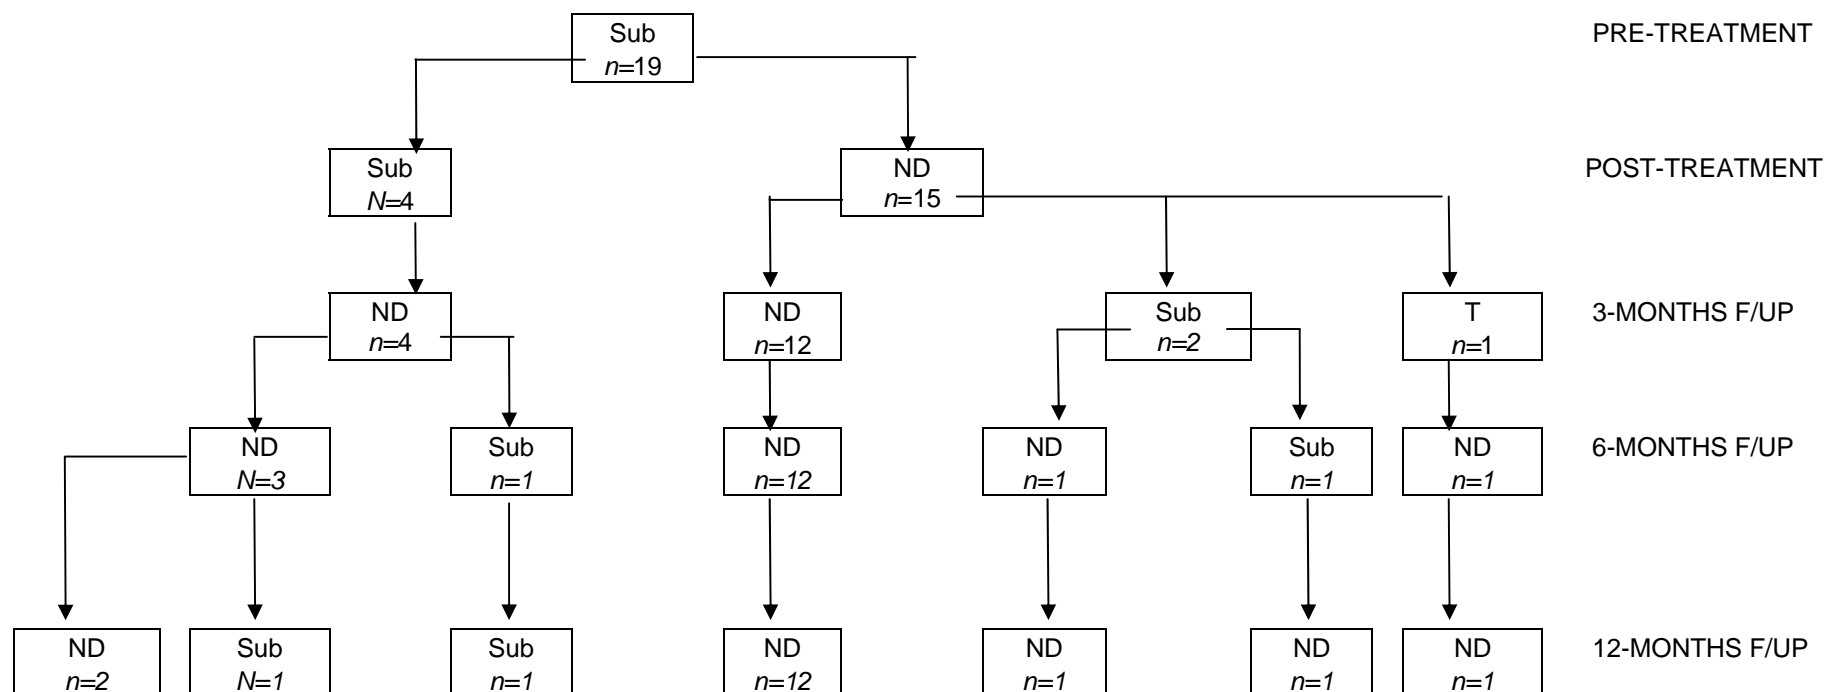 Sub
n=19
PRE-TREATMENT
Sub
N=4
ND
n=15
POST-TREATMENT
ND
n=4
ND
n=12
Sub
n=2
T
n=1
3-MONTHS F/UP
ND
N=3
Sub
n=1
ND
n=12
ND
n=1
Sub
n=1
ND
n=1
6-MONTHS F/UP
ND
n=2
Sub
N=1
Sub
n=1
ND
n=12
ND
n=1
ND
n=1
ND
n=1
12-MONTHS F/UP